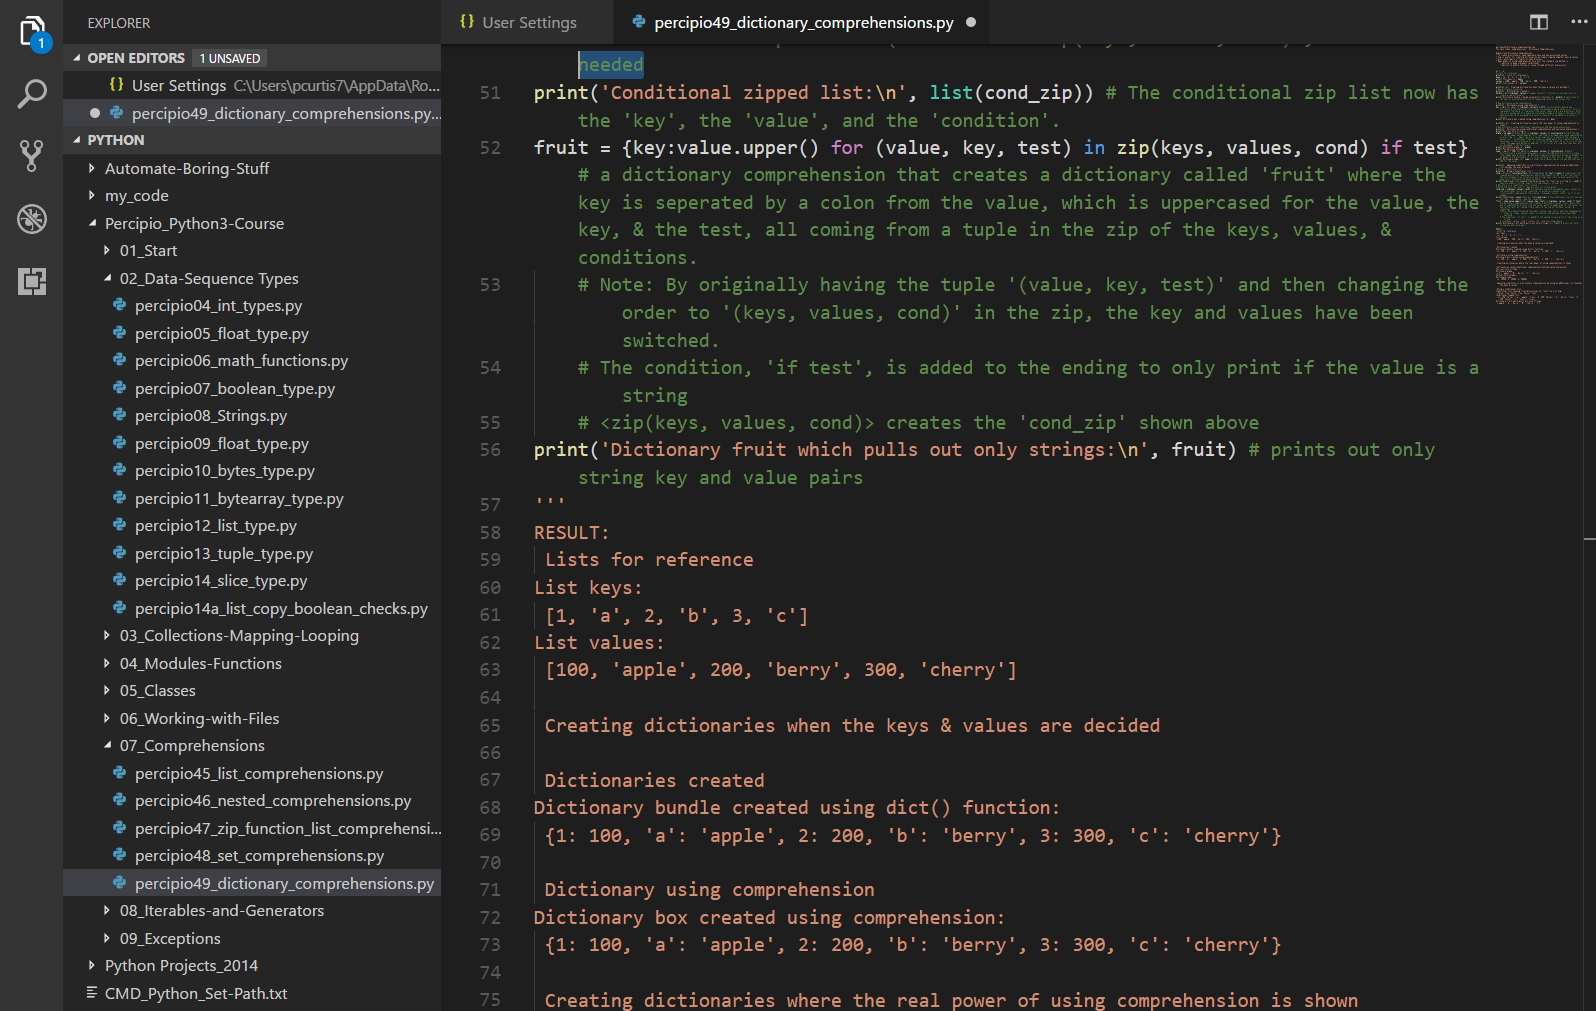 EXPLORER
OPEN EDITORS 1 UNSAVED
User Settings C:\Users\pcurtis7\AppData\Ro...
percipio49_dictionary_comprehensions.py...
PYTHON
Automate-Boring-Stuff
my_code
Percipio_Python3-Course
01_Start
02_Data-Sequence Types
percipio04_int_types.py
percipio05_float_type.py
percipio06_math_functions.py
percipio07_boolean_type.py
percipio08_Strings.py
percipio09_float_type.py
percipio10_bytes_type.py
percipio11_bytearray_type.py
percipio12_list_type.py
percipio13_tuple_type.py
percipio14_slice_type.py
percipio14a_list_copy_boolean_checks.py
03_Collections-Mapping-Looping
04_Modules-Functions
05_Classes
06_Working-with-Files
07_Comprehensions
percipio45_list_comprehensions.py
percipio46_nested_comprehensions.py
percipio47_zip_function_list_comprehensi...
percipio48_set_comprehensions.py
percipio49_dictionary_comprehensions.py
08_Iterables-and-Generators
09_Exceptions
Python Projects_2014
CMD_Python_Set-Path.txt
1
{} User Settings
percipio49_dictionary_comprehensions.py
needed
51 print('Conditional zipped list:\n', list(cond_zip)) # The conditional zip list now has
the 'key', the 'value', and the 'condition'.
52 fruit = {key:value.upper() for (value, key, test) in zip(keys, values, cond) if test}
# a dictionary comprehension that creates a dictionary called 'fruit' where the
key is seperated by a colon from the value, which is uppercased for the value, the
key, & the test, all coming from a tuple in the zip of the keys, values, &
conditions.
53 # Note: By originally having the tuple '(value, key, test)' and then changing the
order to '(keys, values, cond)' in the zip, the key and values have been
switched.
54 # The condition, 'if test', is added to the ending to only print if the value is a
string
55 # <zip(keys, values, cond)> creates the 'cond_zip' shown above
56 print('Dictionary fruit which pulls out only strings:\n', fruit) # prints out only
string key and value pairs
57 '''
58 RESULT:
59 Lists for reference
60 List keys:
61 [1, 'a', 2, 'b', 3, 'c']
62 List values:
63 [100, 'apple', 200, 'berry', 300, 'cherry']
64
65 Creating dictionaries when the keys & values are decided
66
67 Dictionaries created
68 Dictionary bundle created using dict() function:
69 {1: 100, 'a': 'apple', 2: 200, 'b': 'berry', 3: 300, 'c': 'cherry'}
70
71 Dictionary using comprehension
72 Dictionary box created using comprehension:
73 {1: 100, 'a': 'apple', 2: 200, 'b': 'berry', 3: 300, 'c': 'cherry'}
74
75 Creating dictionaries where the real power of using comprehension is shown